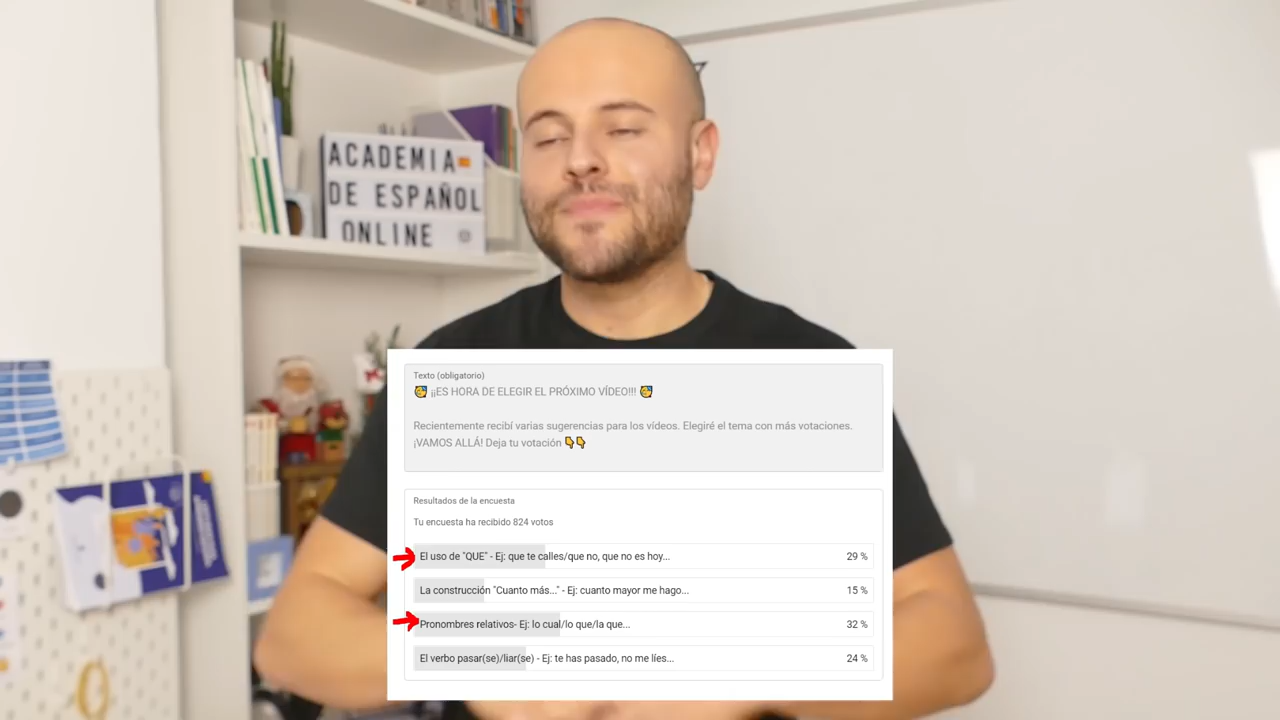 ACADEMIA
DE ESPAÑOL
ONLINE
Texto (obligatorio)
🥳 ¡¡ES HORA DE ELEGIR EL PRÓXIMO VÍDEO!!! 🥳
Recientemente recibí varias sugerencias para los vídeos. Elegiré el tema con más votaciones.
¡VAMOS ALLÁ! Deja tu votación 👇👇
Resultados de la encuesta
Tu encuesta ha recibido 824 votos
El uso de "QUE" - Ej: que te calles/que no, que no es hoy... 29 %
La construcción "Cuanto más..." - Ej: cuanto mayor me hago... 15 %
Pronombres relativos- Ej: lo cual/lo que/la que... 32 %
El verbo pasar(se)/liar(se) - Ej: te has pasado, no me líes... 24 %